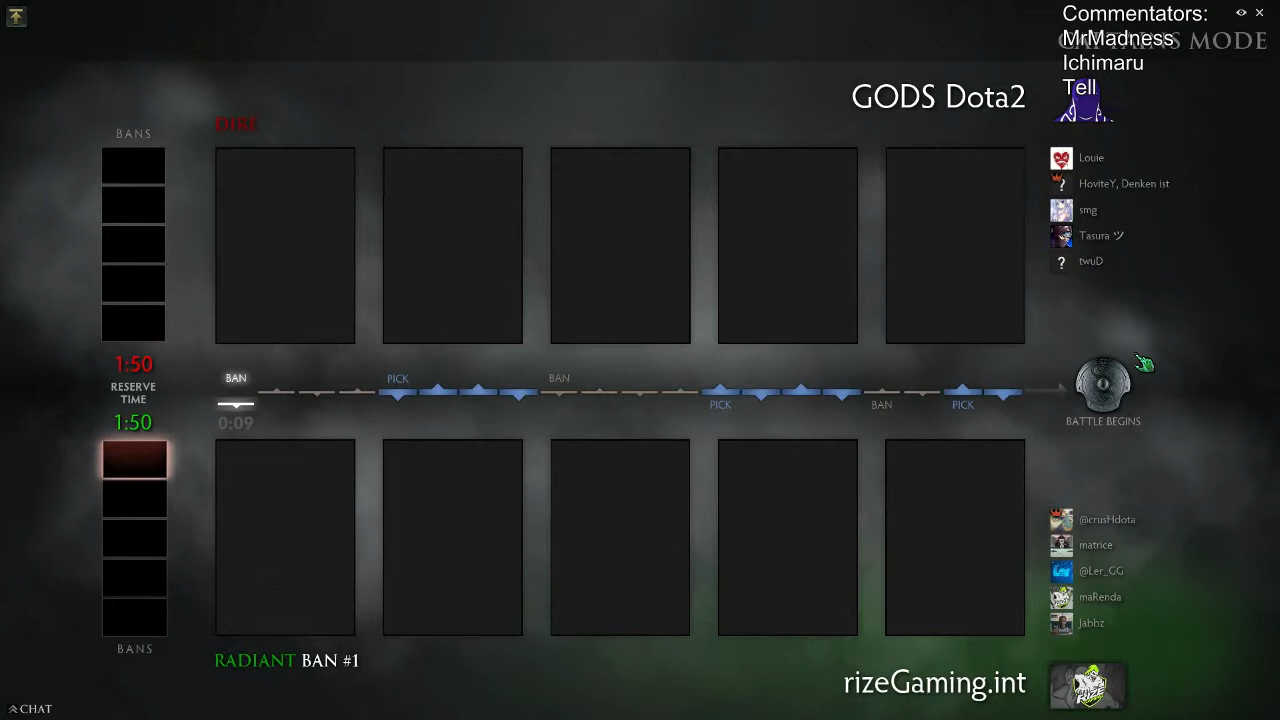 Commentators:
MrMadness
CAPTAINS MODE
Ichimaru
Tell
GODS Dota2
DIRE
BANS
Louie
HoviteY, Denken ist
smg
Tasura ツ
twuD
1:50
RESERVE
TIME
1:50
BAN
PICK
BAN
PICK
BAN
PICK
0:09
BATTLE BEGINS
@crusHdota
matrice
@Ler_GG
maRenda
Jabbz
BANS
RADIANT BAN #1
rizeGaming.int
CHAT